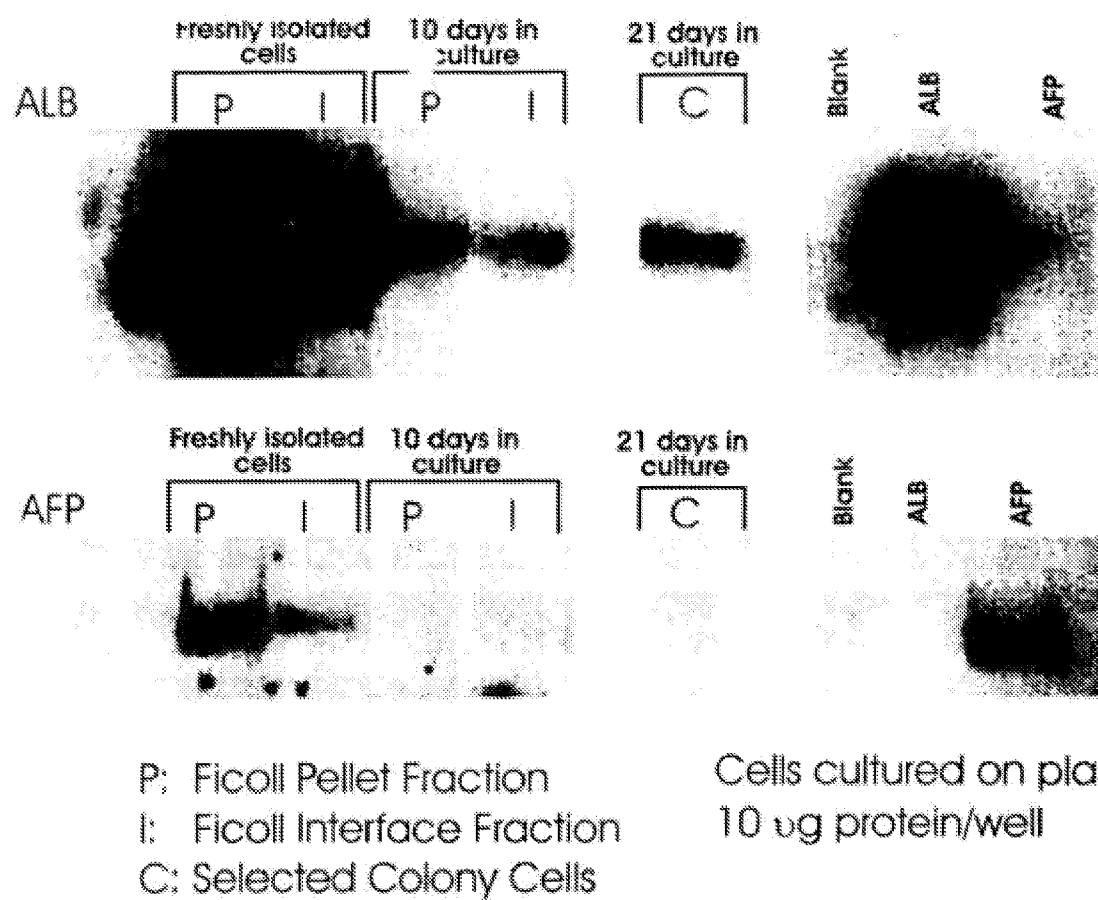 Freshly isolated
cells
10 days in
culture
21 days in
culture
ALB
P
I
P
I
C
Blank
ALB
AFP
Freshly isolated
cells
10 days in
culture
21 days in
culture
AFP
P
I
P
I
C
Blank
ALB
AFP
P: Ficoll Pellet Fraction
I: Ficoll Interface Fraction
C: Selected Colony Cells
Cells cultured on pla
10 ug protein/well